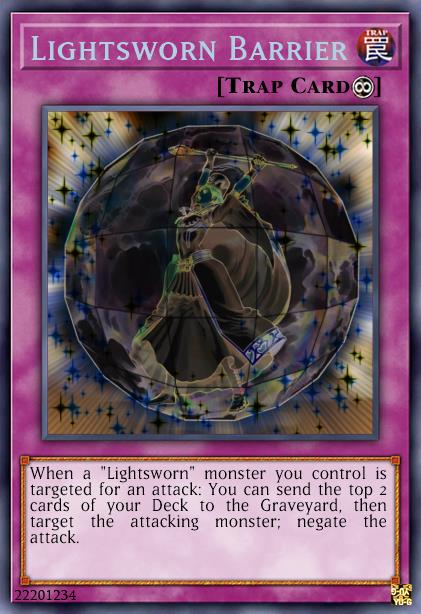 Lightsworn Barrier
TRAP
罠
[Trap Card]
When a "Lightsworn" monster you control is
targeted for an attack: You can send the top 2
cards of your Deck to the Graveyard, then
target the attacking monster; negate the
attack.
22201234